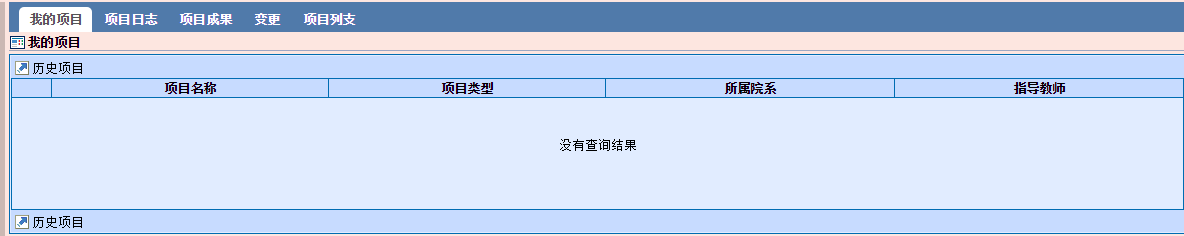 我的项目 项目日志 项目成果 变更 项目列支
我的项目
历史项目
项目名称 项目类型 所属院系 指导教师
没有查询结果
历史项目